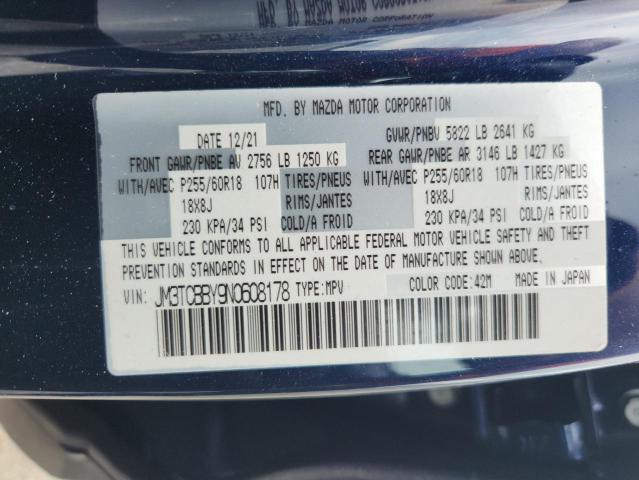 MFD. BY MAZDA MOTOR CORPORATION
DATE 12/21 GVWR/PNBV 5822 LB 2641 KG
FRONT GAWR/PNBE AV 2756 LB 1250 KG REAR GAWR/PNBE AR 3146 LB 1427 KG
WITH/AVEC P255/60R18 107H TIRES/PNEUS WITH/AVEC P255/60R18 107H TIRES/PNEUS
18X8J RIMS/JANTES 18X8J RIMS/JANTES
230 KPA/34 PSI COLD/A FROID 230 KPA/34 PSI COLD/A FROID
THIS VEHICLE CONFORMS TO ALL APPLICABLE FEDERAL MOTOR VEHICLE SAFETY AND THEFT
PREVENTION STANDARDS IN EFFECT ON THE DATE OF MANUFACTURE SHOWN ABOVE.
VIN: JM3TCBBY9N0608178 TYPE:MPV COLOR CODE:42M MADE IN JAPAN